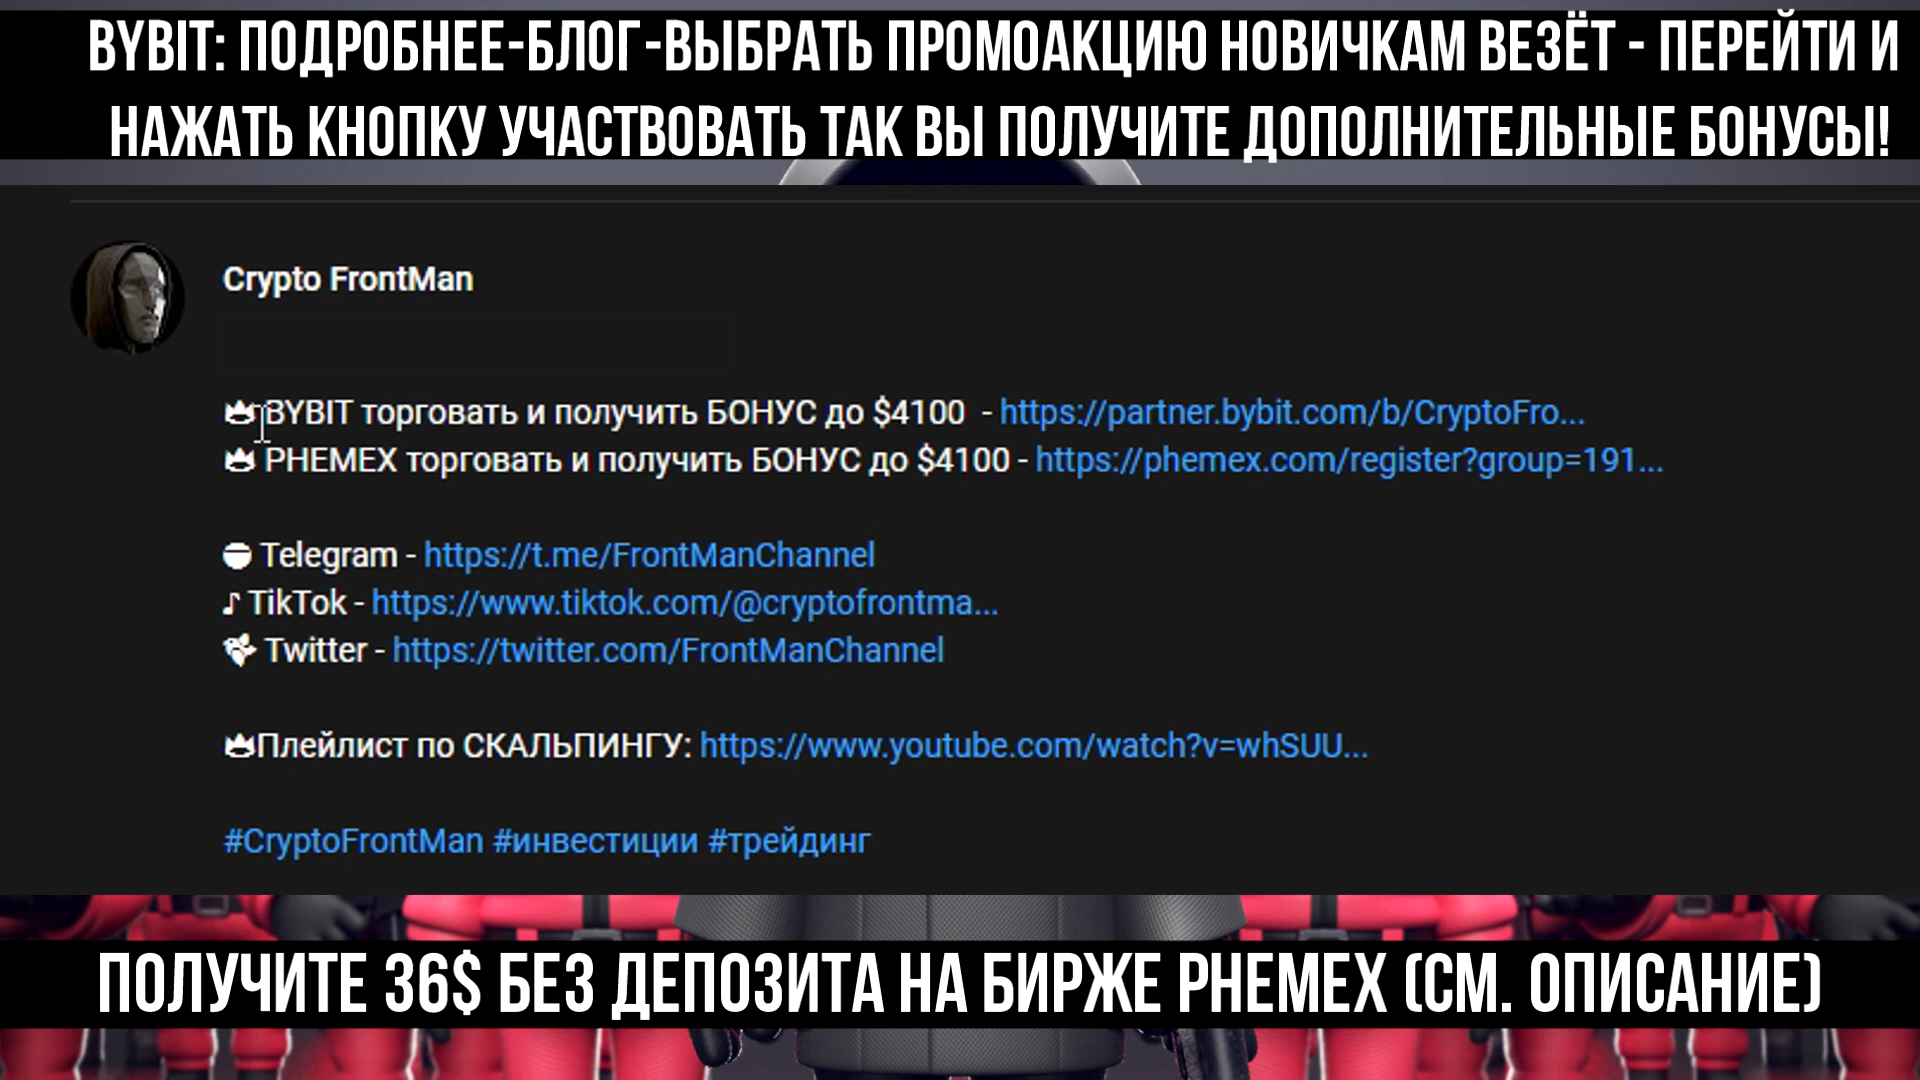 BYBIT: ПОДРОБНЕЕ-БЛОГ-ВЫБРАТЬ ПРОМОАКЦИЮ НОВИЧКАМ ВЕЗЁТ - ПЕРЕЙТИ И
НАЖАТЬ КНОПКУ УЧАСТВОВАТЬ ТАК ВЫ ПОЛУЧИТЕ ДОПОЛНИТЕЛЬНЫЕ БОНУСЫ!
Crypto FrontMan
BYBIT торговать и получить БОНУС до $4100 - https://partner.bybit.com/b/CryptoFro...
PHEMEX торговать и получить БОНУС до $4100 - https://phemex.com/register?group=191...
Telegram - https://t.me/FrontManChannel
TikTok - https://www.tiktok.com/@cryptofrontma...
Twitter - https://twitter.com/FrontManChannel
Плейлист по СКАЛЬПИНГУ: https://www.youtube.com/watch?v=whSUU...
#CryptoFrontMan #инвестиции #трейдинг
ПОЛУЧИТЕ 36$ БЕЗ ДЕПОЗИТА НА БИРЖЕ PHEMEX (СМ. ОПИСАНИЕ)